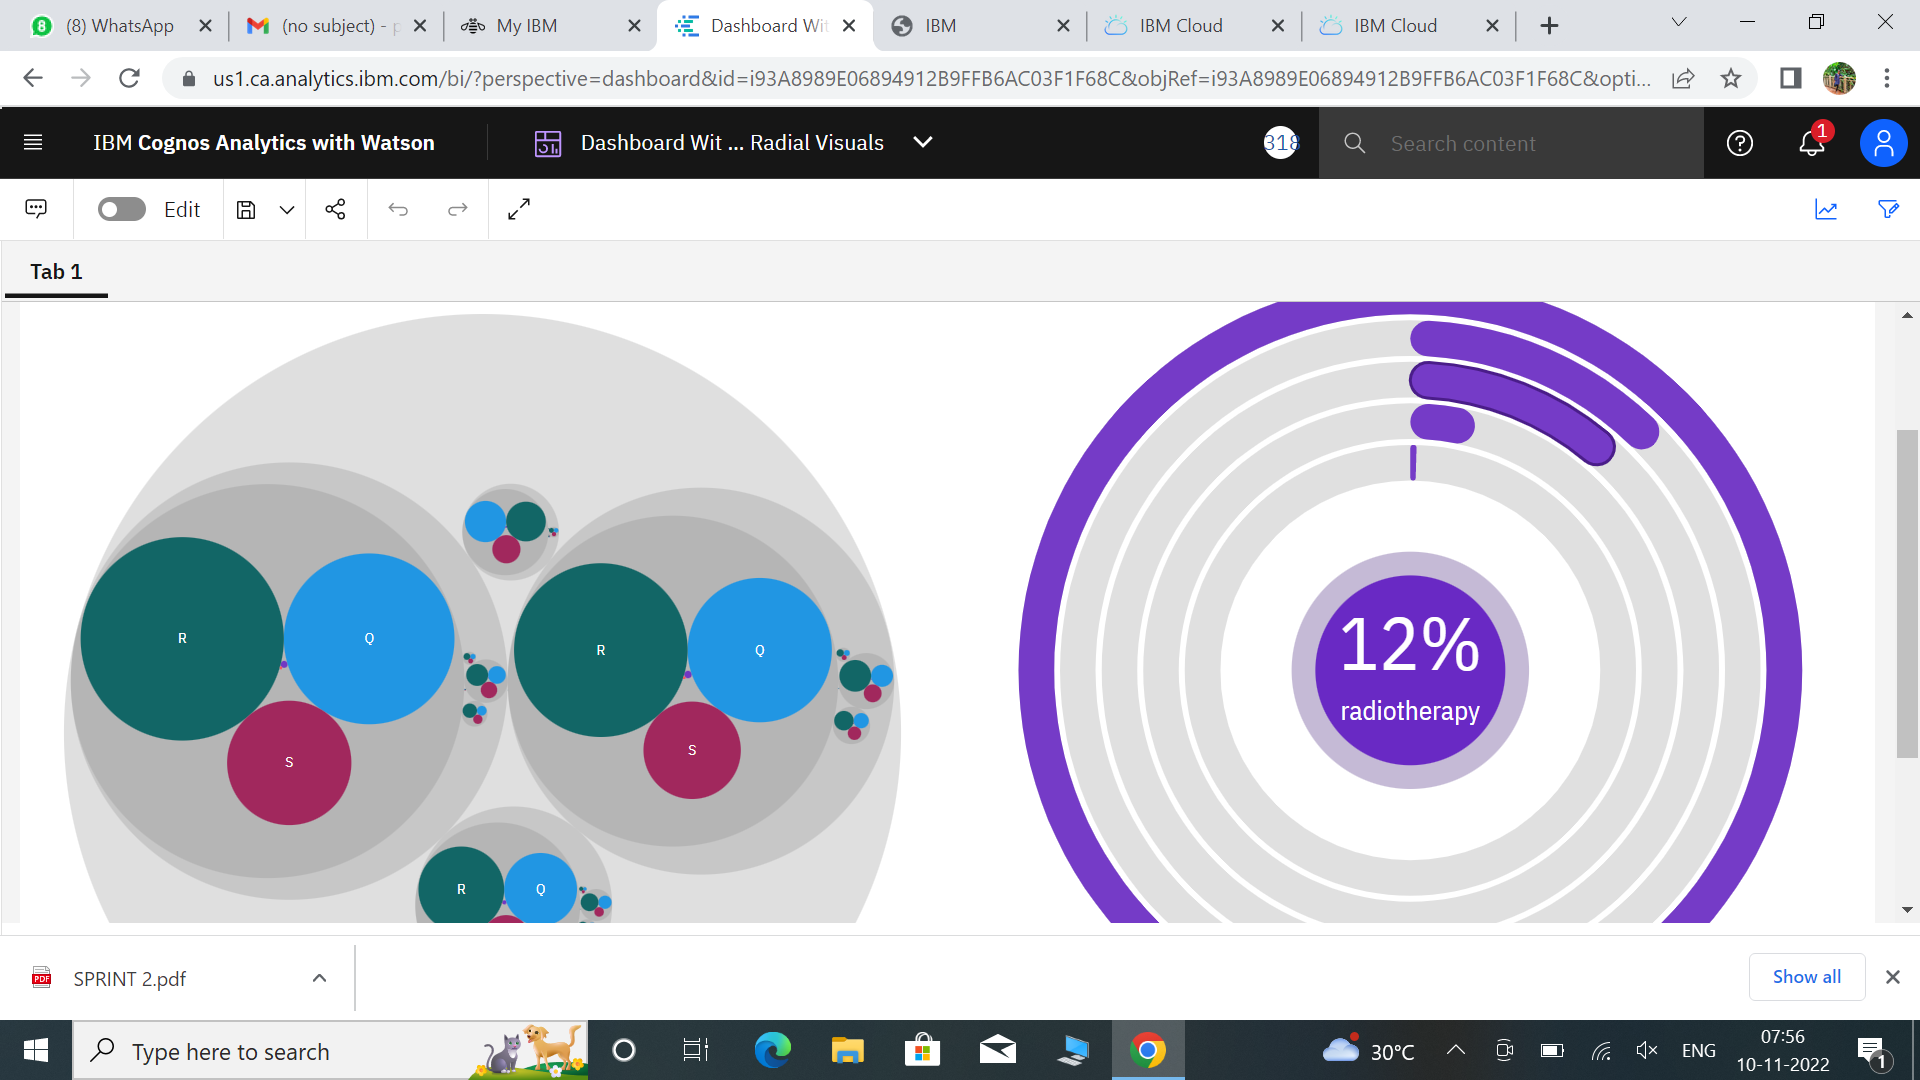 (8) WhatsApp
(no subject) - p
My IBM
Dashboard Wit
IBM
IBM Cloud
IBM Cloud
us1.ca.analytics.ibm.com/bi/?perspective=dashboard&id=i93A8989E06894912B9FFB6AC03F1F68C&objRef=i93A8989E06894912B9FFB6AC03F1F68C&opti...
IBM Cognos Analytics with Watson
Dashboard Wit ... Radial Visuals
318
Search content
1
Edit
Tab 1
R
Q
S
R
Q
S
R
Q
12%
radiotherapy
SPRINT 2.pdf
Show all
Type here to search
30°C
ENG
07:56
10-11-2022
1